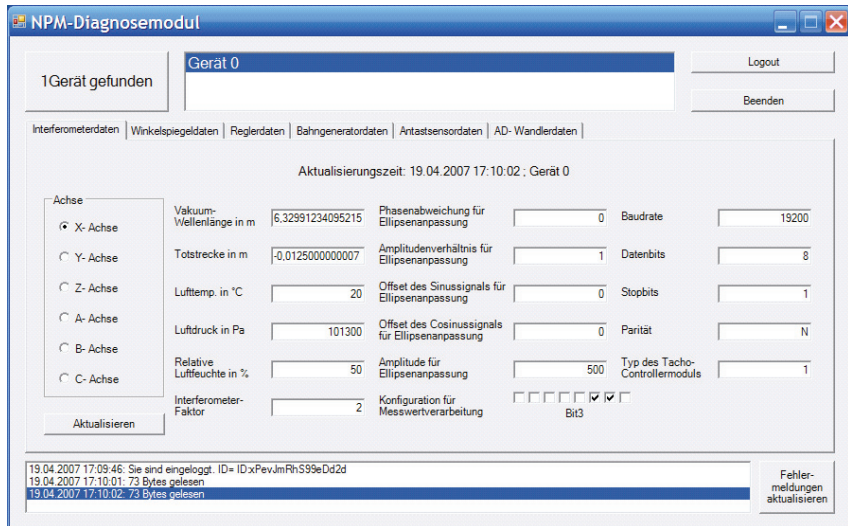 NPM-Diagnosemodul
1Gerät gefunden
Gerät 0
Logout
Beenden
Interferometerdaten
Winkelspiegeldaten
Reglerdaten
Bahngeneratordaten
Antastsensordaten
AD- Wandlerdaten
Aktualisierungszeit: 19.04.2007 17:10:02 ; Gerät 0
Achse
X- Achse
Y- Achse
Z- Achse
A- Achse
B- Achse
C- Achse
Aktualisieren
Vakuum-
Wellenlänge in m
6,32991234095215
Totstrecke in m
-0,0125000000007
Lufttemp. in °C
20
Luftdruck in Pa
101300
Relative
Luftfeuchte in %
50
Interferometer-
Faktor
2
Phasenabweichung für
Ellipsenanpassung
0
Amplitudenverhältnis für
Ellipsenanpassung
1
Offset des Sinussignals für
Ellipsenanpassung
0
Offset des Cosinussignals
für Ellipsenanpassung
0
Amplitude für
Ellipsenanpassung
500
Konfiguration für
Messwertverarbeitung
Bit3
Baudrate
19200
Datenbits
8
Stopbits
1
Parität
N
Typ des Tacho-
Controllermoduls
1
19.04.2007 17:09:46: Sie sind eingeloggt. ID= ID:xPevJmRhS99eDd2d
19.04.2007 17:10:01: 73 Bytes gelesen
19.04.2007 17:10:02: 73 Bytes gelesen
Fehler-
meldungen
aktualisieren